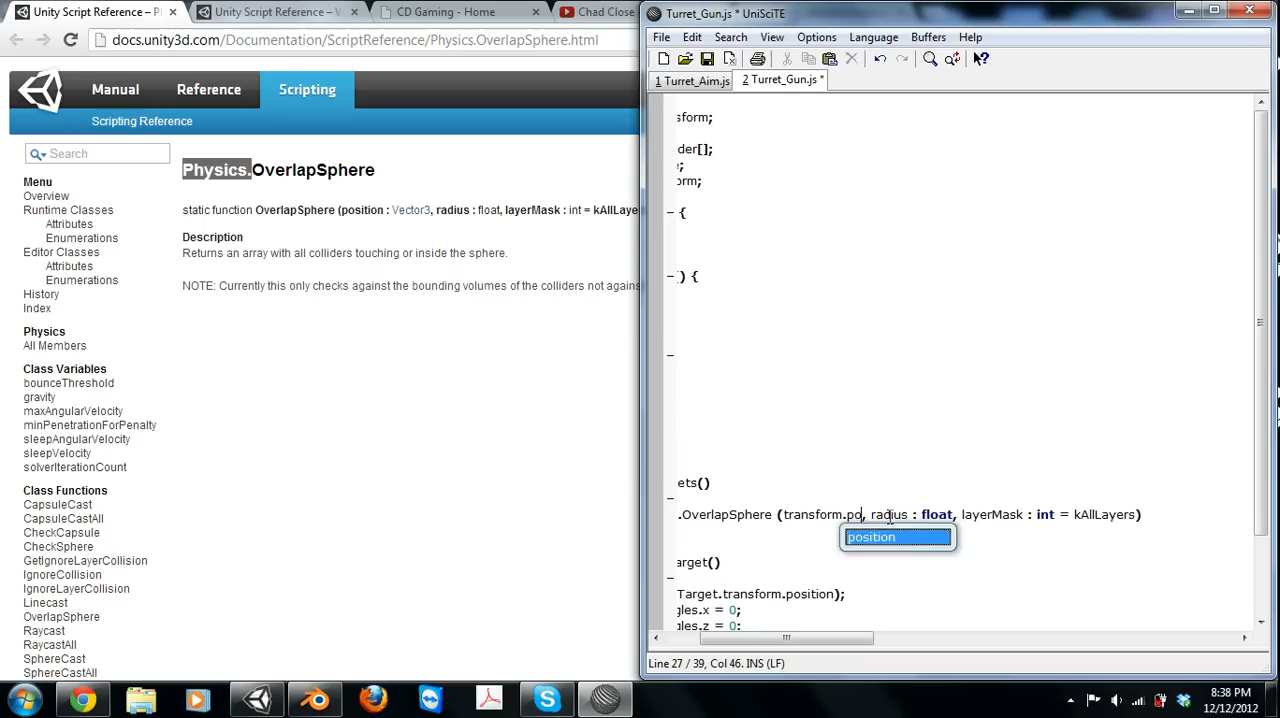 Unity Script Reference – P
Unity Script Reference – W
CD Gaming - Home
Chad Close
docs.unity3d.com/Documentation/ScriptReference/Physics.OverlapSphere.html
Manual
Reference
Scripting
Scripting Reference
Search
Menu
Overview
Runtime Classes
Attributes
Enumerations
Editor Classes
Attributes
Enumerations
History
Index
Physics
All Members
Class Variables
bounceThreshold
gravity
maxAngularVelocity
minPenetrationForPenalty
sleepAngularVelocity
sleepVelocity
solverIterationCount
Class Functions
CapsuleCast
CapsuleCastAll
CheckCapsule
CheckSphere
GetIgnoreLayerCollision
IgnoreCollision
IgnoreLayerCollision
Linecast
OverlapSphere
Raycast
RaycastAll
SphereCast
SphereCastAll
Physics.OverlapSphere
static function OverlapSphere (position : Vector3, radius : float, layerMask : int = kAllLayer
Description
Returns an array with all colliders touching or inside the sphere.
NOTE: Currently this only checks against the bounding volumes of the colliders not agains
Turret_Gun.js * UniSciTE
File Edit Search View Options Language Buffers Help
1 Turret_Aim.js
2 Turret_Gun.js *
sform;
der[];
e;
orm;
{
() {
ets()
.OverlapSphere (transform.po, radius : float, layerMask : int = kAllLayers)
position
arget()
Target.transform.position);
gles.x = 0;
gles.z = 0;
Line 27 / 39, Col 46. INS (LF)
8:38 PM
12/12/2012